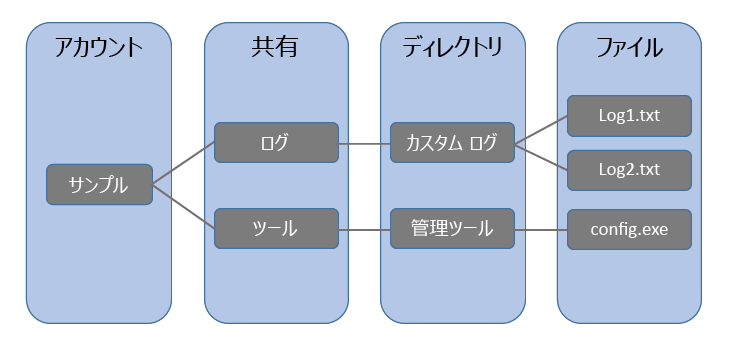 アカウント
共有
ディレクトリ
ファイル
サンプル
ログ
ツール
カスタム ログ
管理ツール
Log1.txt
Log2.txt
config.exe